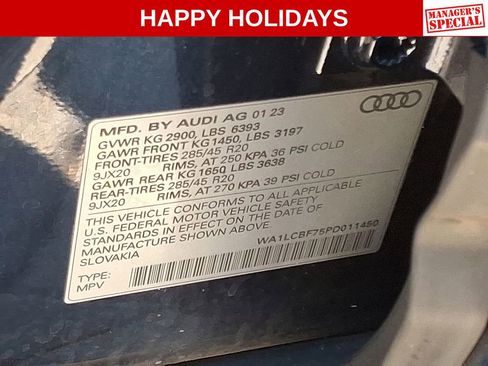 HAPPY HOLIDAYS
MANAGER'S
SPECIAL
MFD. BY AUDI AG 01 23
GVWR KG 2900, LBS 6393
GAWR FRONT KG1450, LBS 3197
FRONT-TIRES 285/45 R20
9JX20 RIMS, AT 250 KPA 36 PSI COLD
GAWR REAR KG 1650 LBS 3638
REAR-TIRES 285/45 R20
9JX20 RIMS, AT 270 KPA 39 PSI COLD
THIS VEHICLE CONFORMS TO ALL APPLICABLE
U.S. FEDERAL MOTOR VEHICLE SAFETY
STANDARDS IN EFFECT ON THE DATE OF
MANUFACTURE SHOWN ABOVE
SLOVAKIA
WA1LCBF75PD011450
TYPE:
MPV